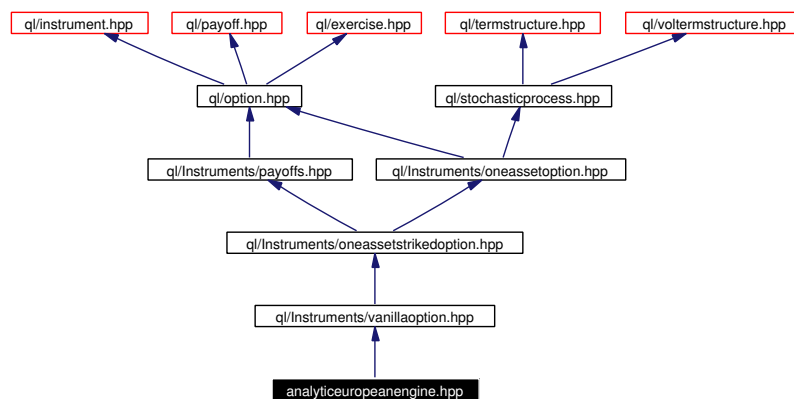 ql/instrument.hpp
ql/payoff.hpp
ql/exercise.hpp
ql/termstructure.hpp
ql/voltermstructure.hpp
ql/option.hpp
ql/stochasticprocess.hpp
ql/Instruments/payoffs.hpp
ql/Instruments/oneassetoption.hpp
ql/Instruments/oneassetstrikedoption.hpp
ql/Instruments/vanillaoption.hpp
analyticeuropeanengine.hpp